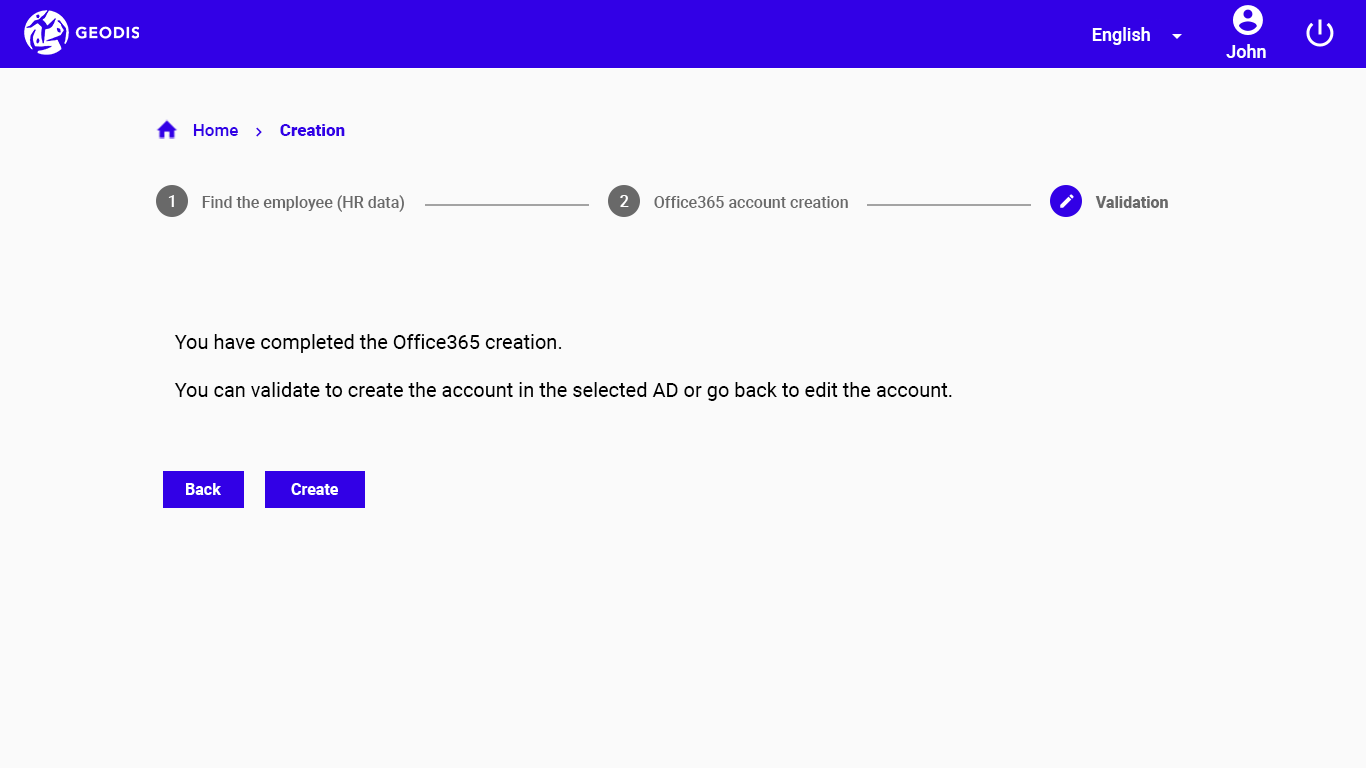 GEODIS
English
John
Home
Creation
1 Find the employee (HR data)
2 Office365 account creation
Validation
You have completed the Office365 creation.
You can validate to create the account in the selected AD or go back to edit the account.
Back
Create